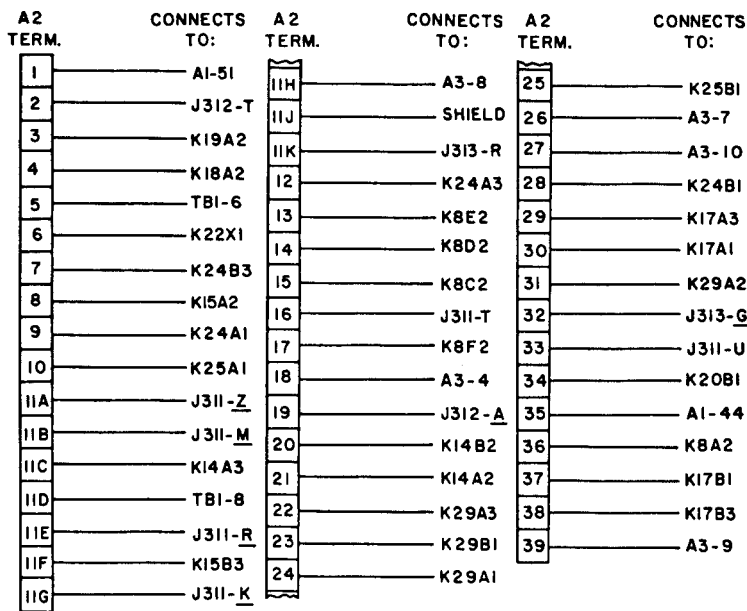 A2 TERM. CONNECTS TO:
1 A1-51
2 J312-T
3 K19A2
4 K18A2
5 TB1-6
6 K22X1
7 K24B3
8 K15A2
9 K24A1
10 K25A1
11A J311-Z
11B J311-M
11C K14A3
11D TB1-8
11E J311-R
11F K15B3
11G J311-K
A2 TERM. CONNECTS TO:
11H A3-8
11J SHIELD
11K J313-R
12 K24A3
13 K8E2
14 K8D2
15 K8C2
16 J311-T
17 K8F2
18 A3-4
19 J312-A
20 K14B2
21 K14A2
22 K29A3
23 K29B1
24 K29A1
A2 TERM. CONNECTS TO:
25 K25B1
26 A3-7
27 A3-10
28 K24B1
29 K17A3
30 K17A1
31 K29A2
32 J313-G
33 J311-U
34 K20B1
35 A1-44
36 K8A2
37 K17B1
38 K17B3
39 A3-9